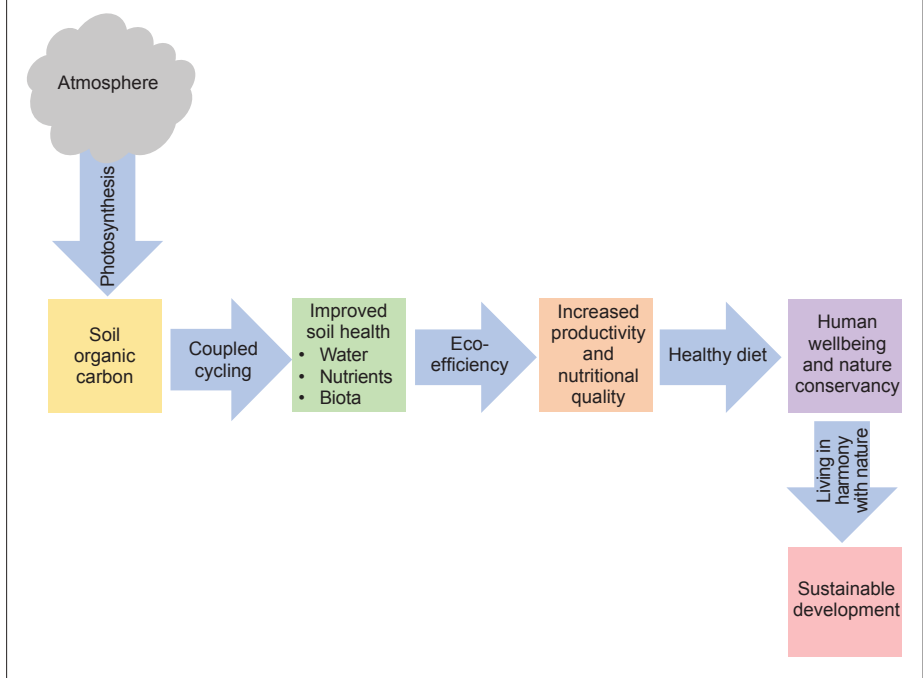 Atmosphere
Photosynthesis
Soil
organic
carbon
Coupled
cycling
Improved
soil health
• Water
• Nutrients
• Biota
Eco-
efficiency
Increased
productivity
and
nutritional
quality
Healthy diet
Human
wellbeing
and nature
conservancy
Living in
harmony
with nature
Sustainable
development